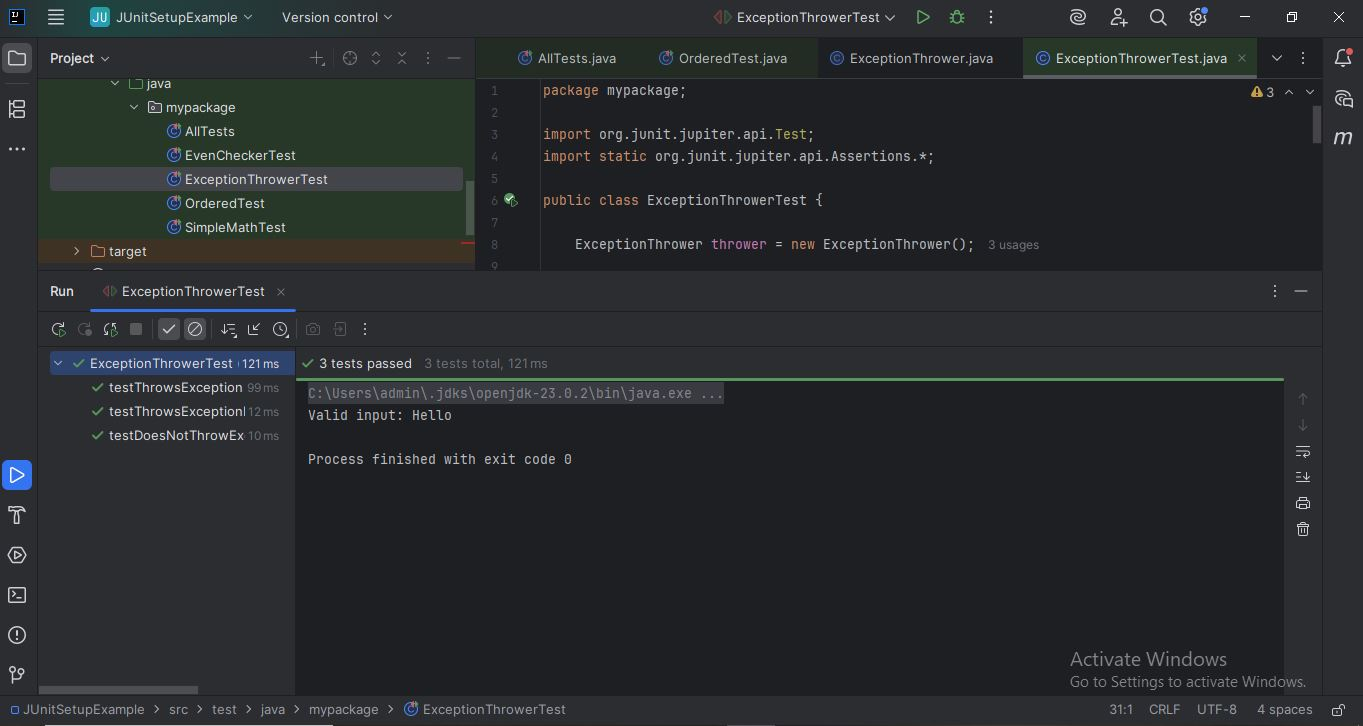 JU JUnitSetupExample Version control ExceptionThrowerTest
Project
AllTests.java OrderedTest.java ExceptionThrower.java ExceptionThrowerTest.java
java
mypackage
AllTests
EvenCheckerTest
ExceptionThrowerTest
OrderedTest
SimpleMathTest
target
1 package mypackage; 3
2
3 import org.junit.jupiter.api.Test;
4 import static org.junit.jupiter.api.Assertions.*;
5
6 public class ExceptionThrowerTest {
7
8 ExceptionThrower thrower = new ExceptionThrower(); 3 usages
9
Run ExceptionThrowerTest
ExceptionThrowerTest 121 ms
testThrowsException 99 ms
testThrowsException 12 ms
testDoesNotThrowEx 10 ms
3 tests passed 3 tests total, 121 ms
C:\Users\admin\.jdks\openjdk-23.0.2\bin\java.exe ...
Valid input: Hello
Process finished with exit code 0
Activate Windows
Go to Settings to activate Windows.
JUnitSetupExample > src > test > java > mypackage > ExceptionThrowerTest 31:1 CRLF UTF-8 4 spaces